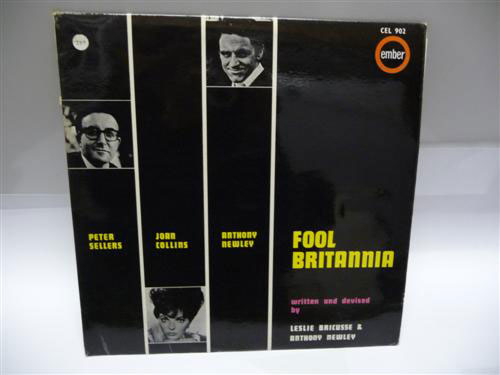 CEL 902
ember
PETER
SELLERS
JOAN
COLLINS
ANTHONY
NEWLEY
FOOL
BRITANNIA
written and devised
by
LESLIE BRICUSSE &
ANTHONY NEWLEY